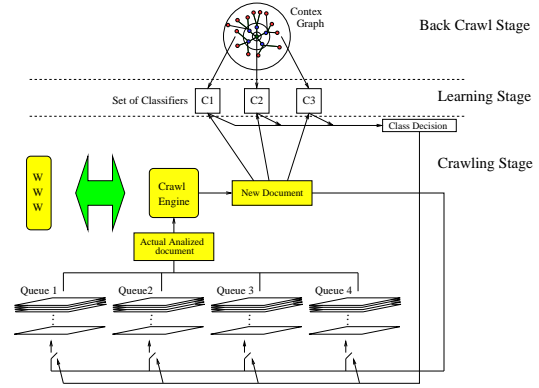 Contex
Graph
Back Crawl Stage
Set of Classifiers
C1
C2
C3
Learning Stage
Class Decision
Crawling Stage
W
W
W
Crawl
Engine
New Document
Actual Analized
document
Queue 1
Queue2
Queue 3
Queue 4